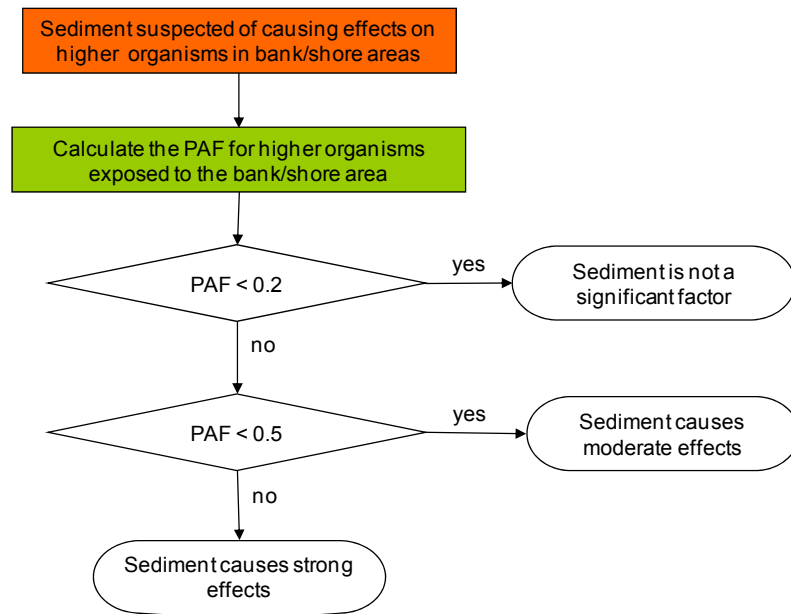 Sediment suspected of causing effects on
higher organisms in bank/shore areas
Calculate the PAF for higher organisms
exposed to the bank/shore area
PAF < 0.2
yes
Sediment is not a
significant factor
no
PAF < 0.5
yes
Sediment causes
moderate effects
no
Sediment causes strong
effects